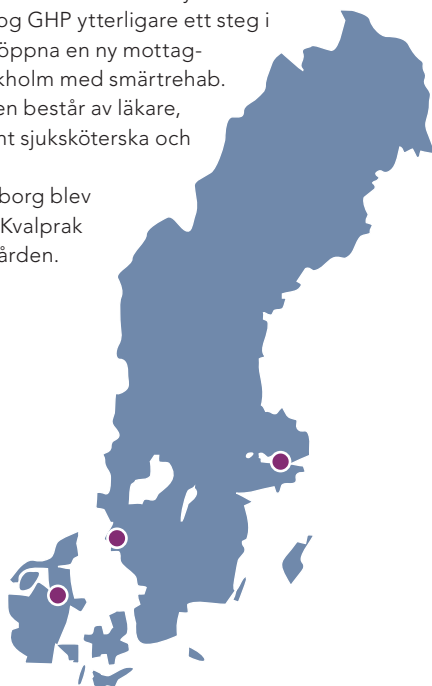 og GHP ytterligare ett steg i
öppna en ny mottag-
kholm med smärtrehab.
en består av läkare,
nt sjuksköterska och
borg blev
Kvalprak
ården.